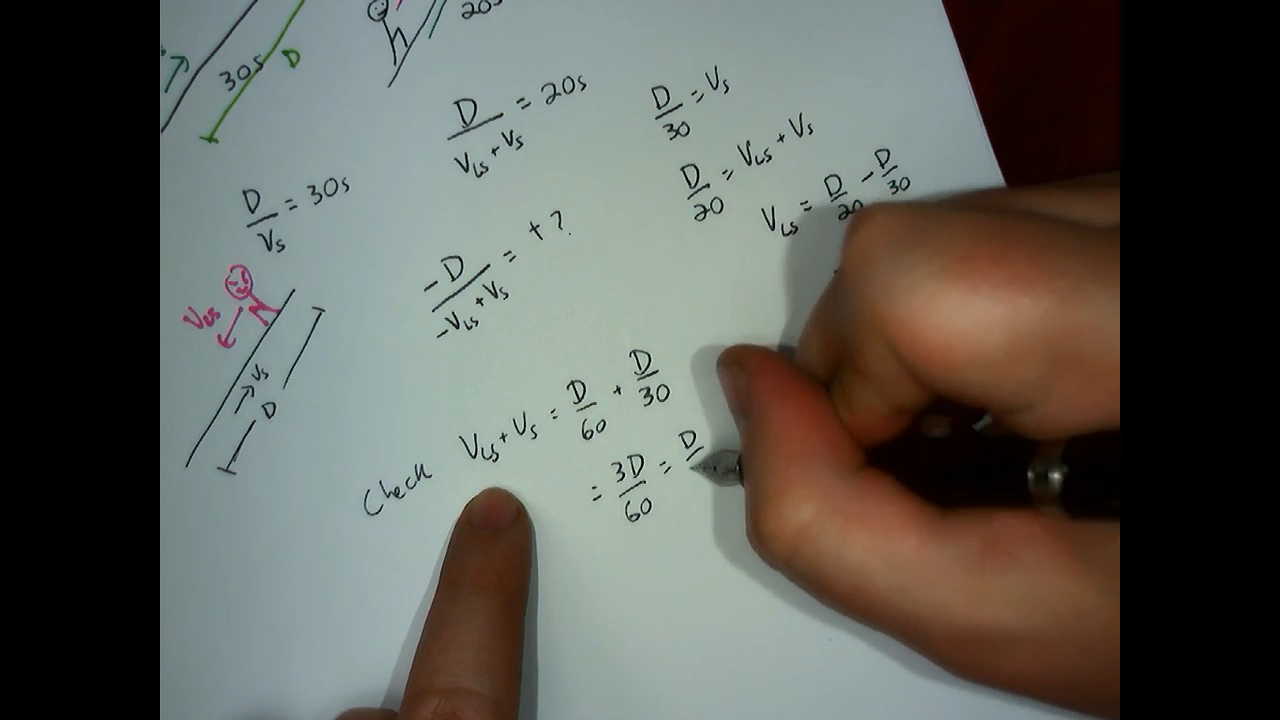 20s
30s D
D/(V_LS + V_S) = 20s
D/30 = V_S
D/20 = V_LS + V_S
V_LS = D/20 - D/30
D/V_S = 30s
-D/(-V_LS + V_S) = t?
V_LS
V_S
D
Check V_LS + V_S = D/60 + D/30
= 3D/60 = D